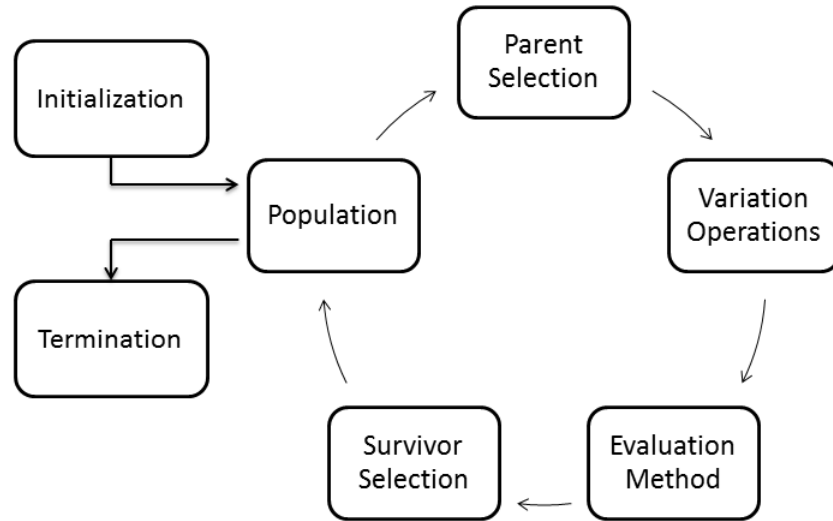 Initialization
Population
Termination
Parent
Selection
Variation
Operations
Evaluation
Method
Survivor
Selection